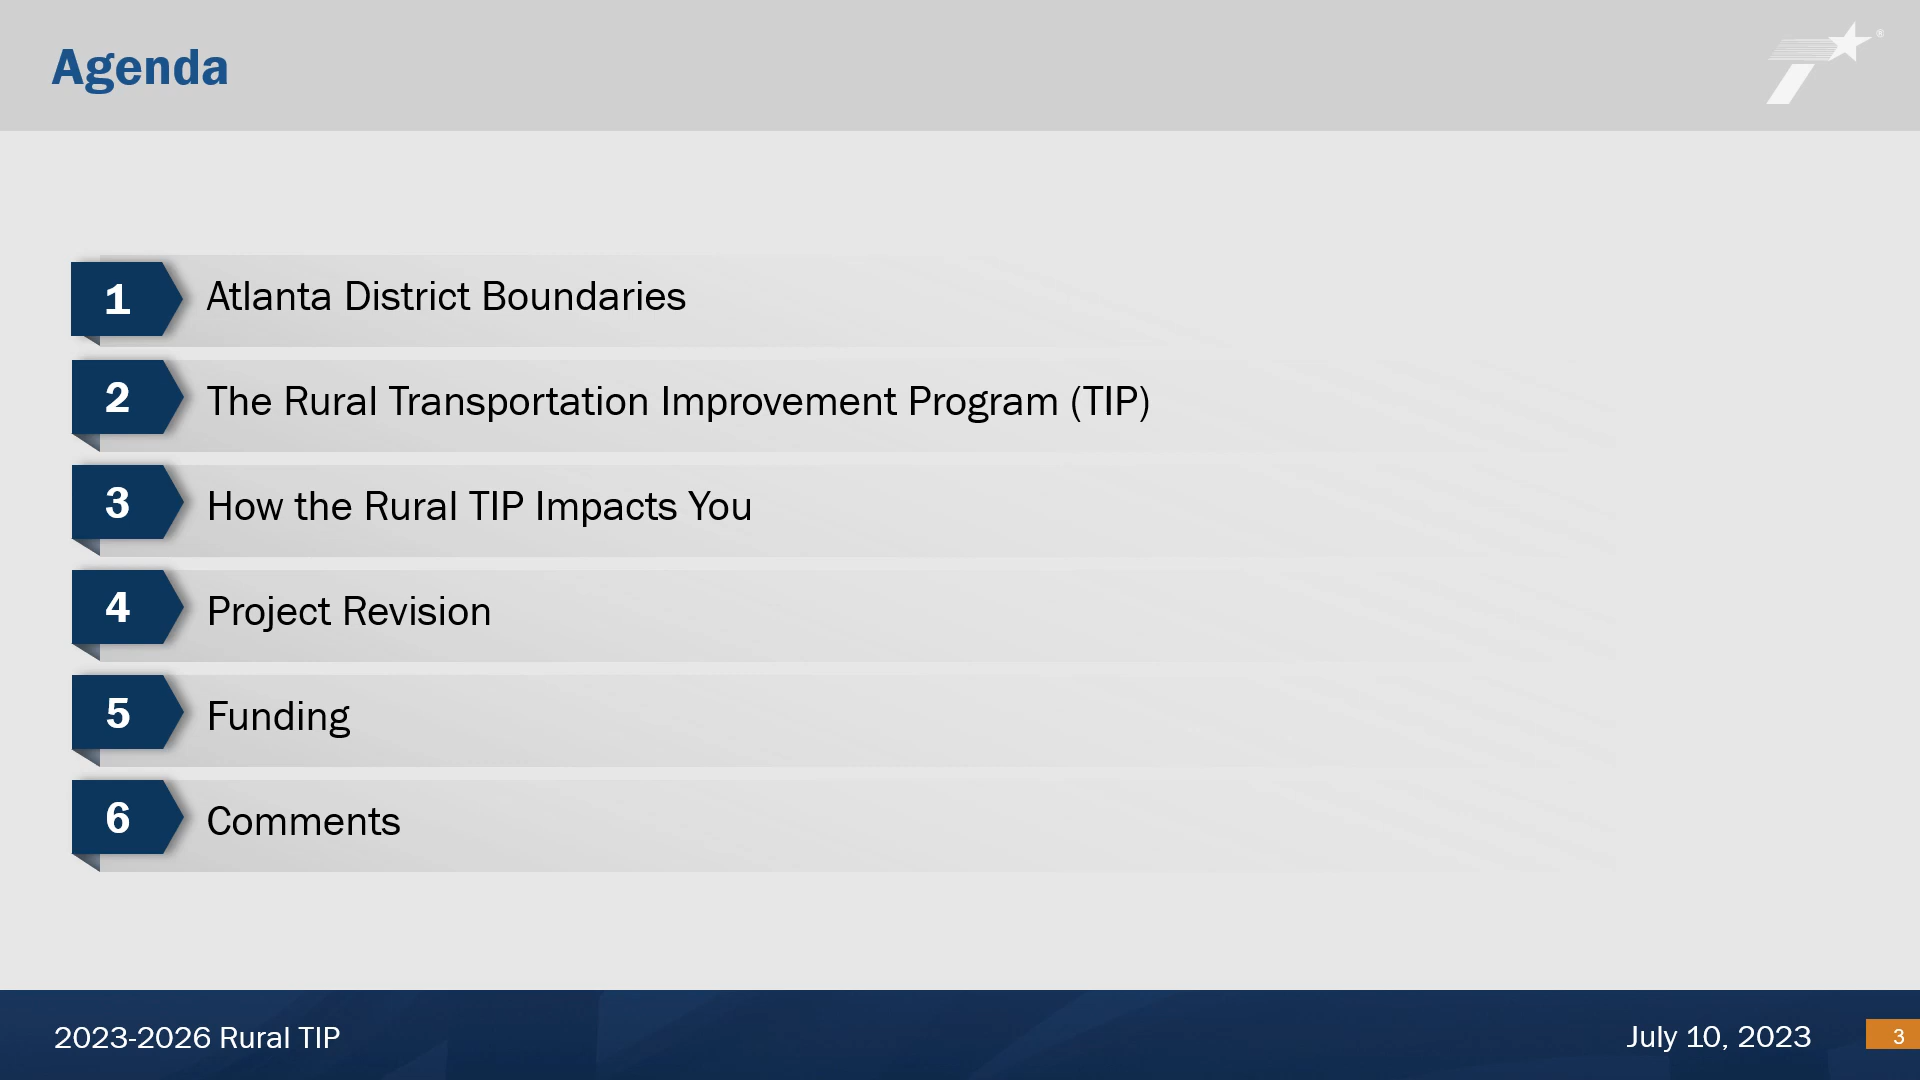 Agenda
®
1 Atlanta District Boundaries
2 The Rural Transportation Improvement Program (TIP)
3 How the Rural TIP Impacts You
4 Project Revision
5 Funding
6 Comments
2023-2026 Rural TIP
July 10, 2023
3